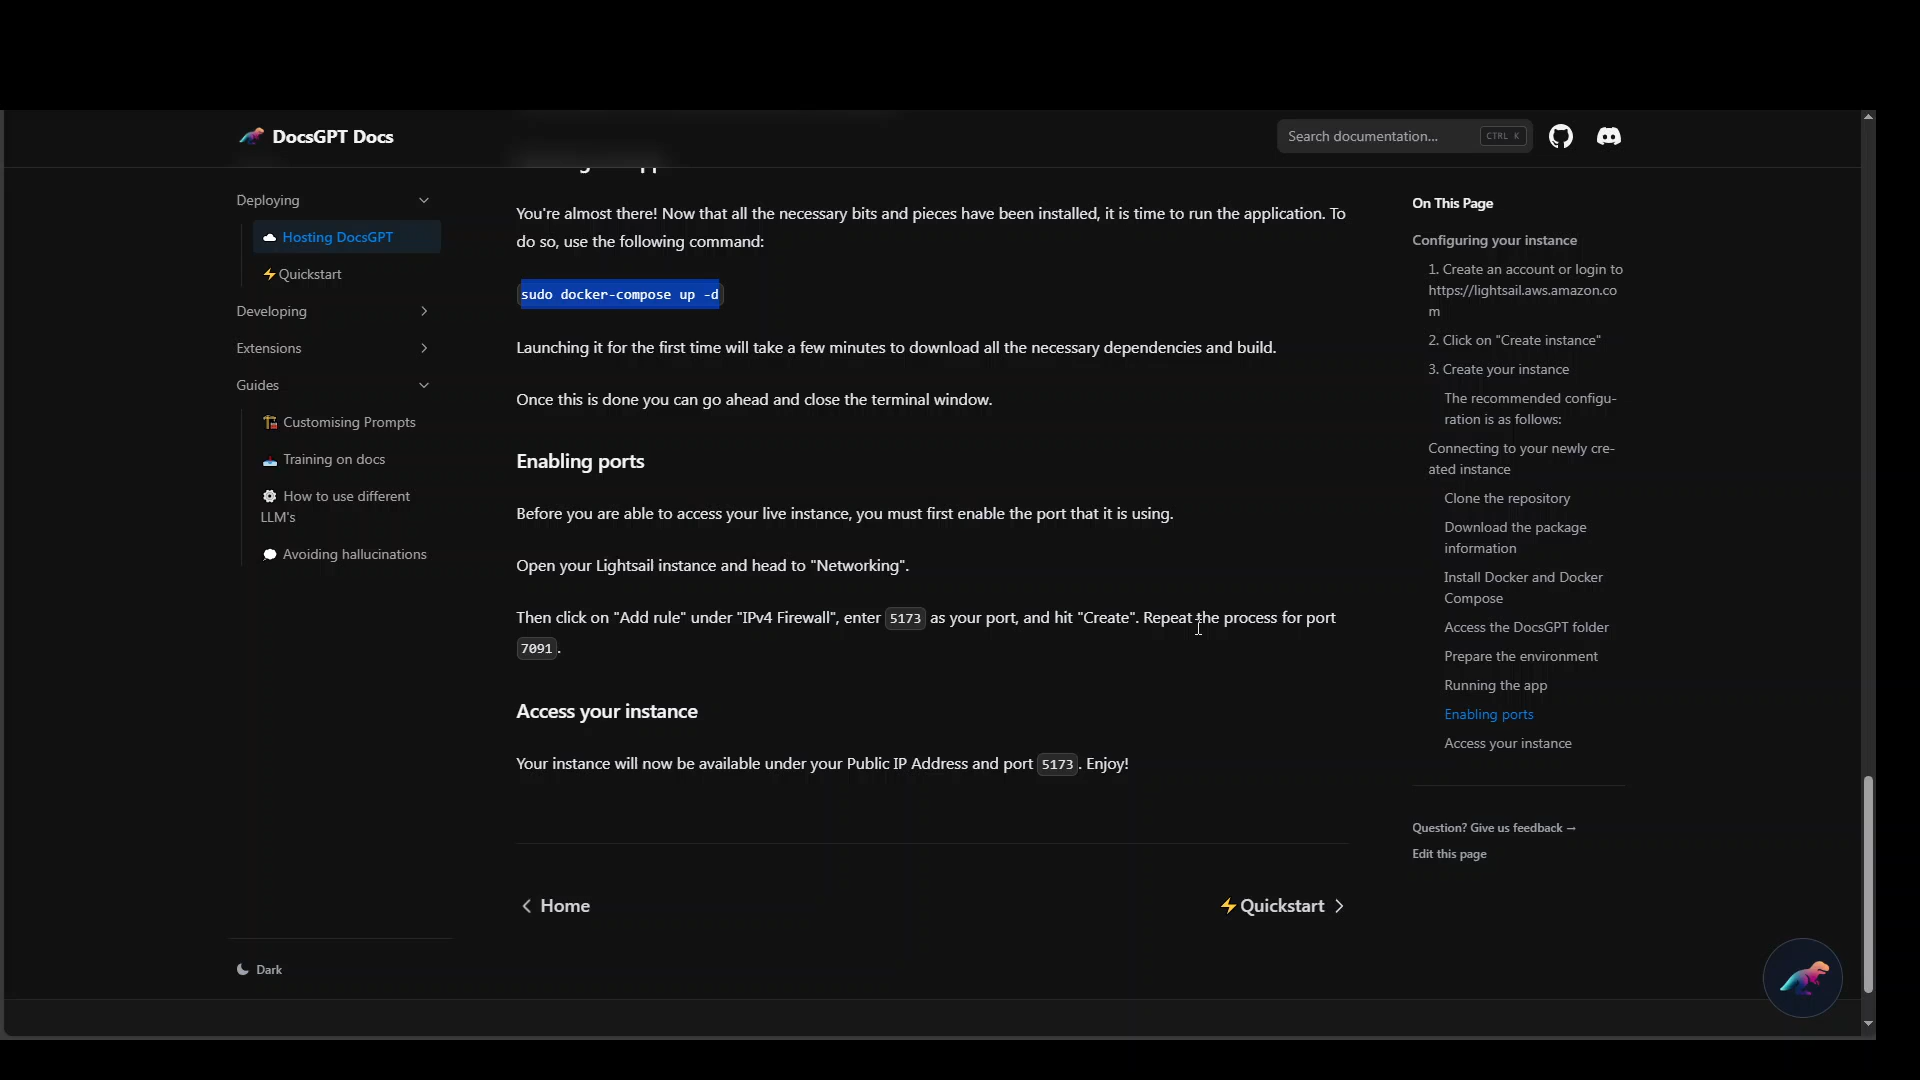 DocsGPT Docs
Search documentation...
CTRL K
Deploying
Hosting DocsGPT
Quickstart
Developing
Extensions
Guides
Customising Prompts
Training on docs
How to use different
LLM's
Avoiding hallucinations
Dark
You're almost there! Now that all the necessary bits and pieces have been installed, it is time to run the application. To
do so, use the following command:
sudo docker-compose up -d
Launching it for the first time will take a few minutes to download all the necessary dependencies and build.
Once this is done you can go ahead and close the terminal window.
Enabling ports
Before you are able to access your live instance, you must first enable the port that it is using.
Open your Lightsail instance and head to "Networking".
Then click on "Add rule" under "IPv4 Firewall", enter 5173 as your port, and hit "Create". Repeat the process for port
7091.
Access your instance
Your instance will now be available under your Public IP Address and port 5173. Enjoy!
Home
Quickstart
On This Page
Configuring your instance
1. Create an account or login to
https://lightsail.aws.amazon.co
m
2. Click on "Create instance"
3. Create your instance
The recommended configu-
ration is as follows:
Connecting to your newly cre-
ated instance
Clone the repository
Download the package
information
Install Docker and Docker
Compose
Access the DocsGPT folder
Prepare the environment
Running the app
Enabling ports
Access your instance
Question? Give us feedback →
Edit this page